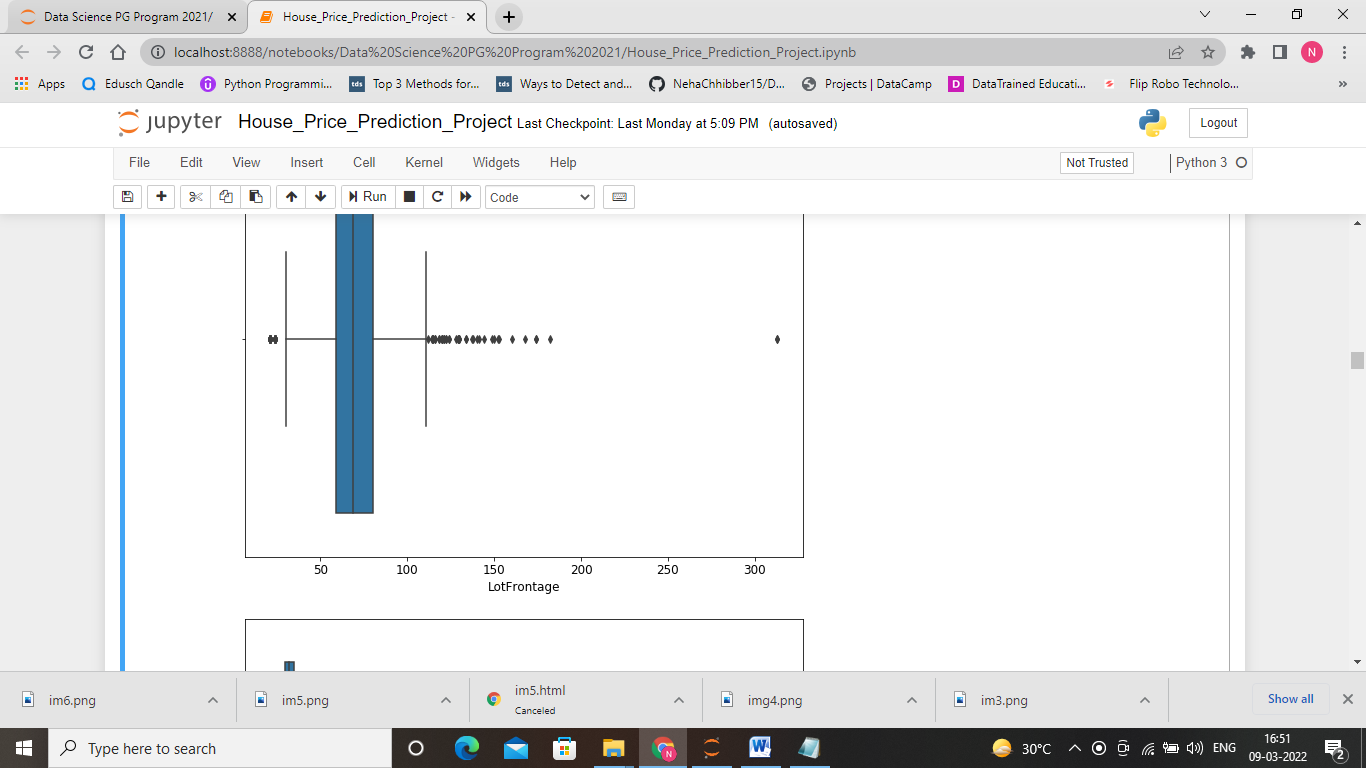 Data Science PG Program 2021/
House_Price_Prediction_Project -
localhost:8888/notebooks/Data%20Science%20PG%20Program%202021/House_Price_Prediction_Project.ipynb
N
Apps Edusch Qandle Python Programmi... tds Top 3 Methods for... tds Ways to Detect and... NehaChhibber15/D... Projects | DataCamp D DataTrained Educati... Flip Robo Technolo... »
jupyter House_Price_Prediction_Project Last Checkpoint: Last Monday at 5:09 PM (autosaved)
Logout
File Edit View Insert Cell Kernel Widgets Help
Not Trusted
Python 3
Run
Code
50 100 150 200 250 300
LotFrontage
im6.png
im5.png
im5.html
Canceled
img4.png
im3.png
Show all
Type here to search
N
W
30°C
ENG
16:51
09-03-2022
2